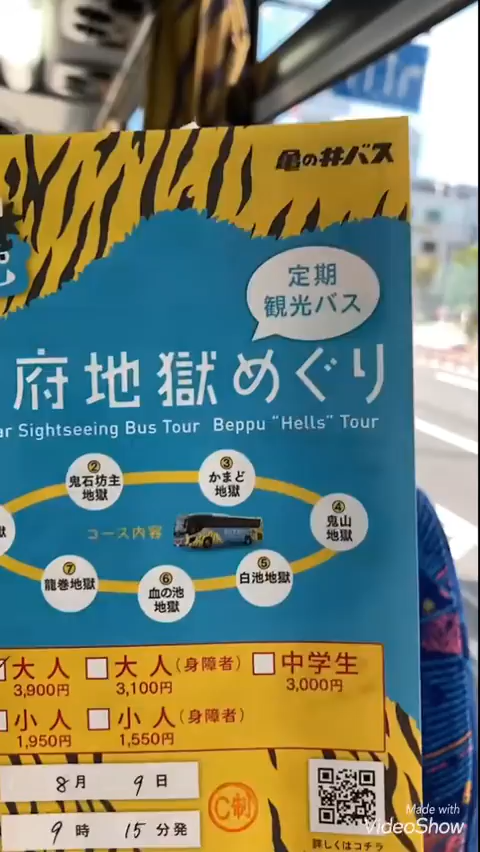 亀の井バス
定期
観光バス
府地獄めぐり
ar Sightseeing Bus Tour Beppu "Hells" Tour
②
鬼石坊主
地獄
③
かまど
地獄
獄
④
鬼山
地獄
コース内容
⑦
龍巻地獄
⑥
血の池
地獄
⑤
白池地獄
大人
3,900円
大人(身障者)
3,100円
中学生
3,000円
小人
1,950円
小人(身障者)
1,550円
8月 9日
9時 15分発
C制
詳しくはコチラ
Made with
VideoShow